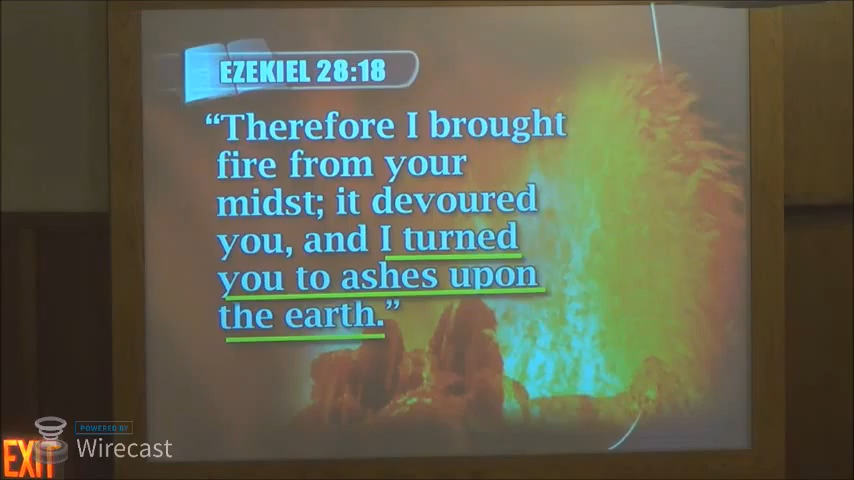 EZEKIEL 28:18
“Therefore I brought
fire from your
midst; it devoured
you, and I turned
you to ashes upon
the earth.”
POWERED BY
Wirecast
EXIT